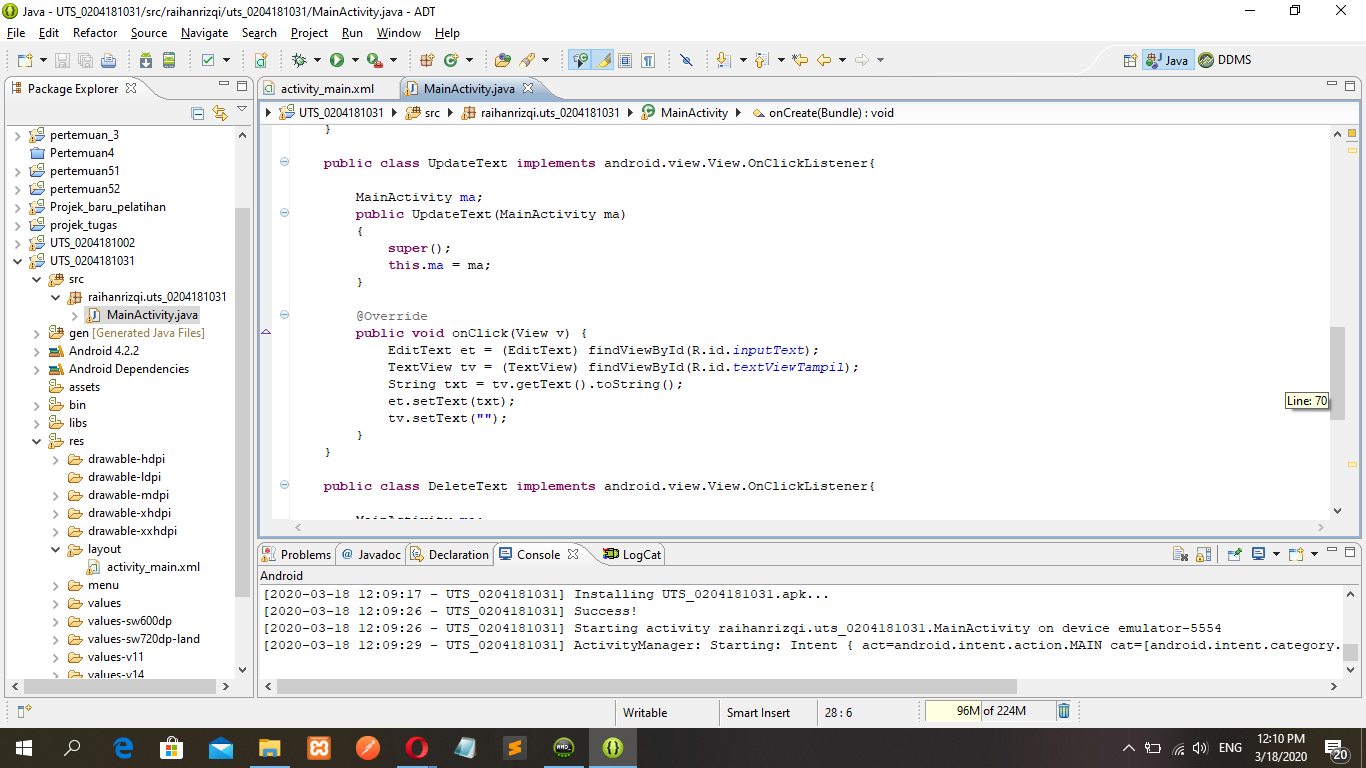 Java - UTS_0204181031/src/raihanrizqi/uts_0204181031/MainActivity.java - ADT
File Edit Refactor Source Navigate Search Project Run Window Help
Java DDMS
Package Explorer
pertemuan_3
Pertemuan4
pertemuan51
pertemuan52
Projek_baru_pelatihan
projek_tugas
UTS_0204181002
UTS_0204181031
src
raihanrizqi.uts_0204181031
MainActivity.java
gen [Generated Java Files]
Android 4.2.2
Android Dependencies
assets
bin
libs
res
drawable-hdpi
drawable-ldpi
drawable-mdpi
drawable-xhdpi
drawable-xxhdpi
layout
activity_main.xml
menu
values
values-sw600dp
values-sw720dp-land
values-v11
values-v14
activity_main.xml MainActivity.java
UTS_0204181031 src raihanrizqi.uts_0204181031 MainActivity onCreate(Bundle) : void
}
public class UpdateText implements android.view.View.OnClickListener{
MainActivity ma;
public UpdateText(MainActivity ma)
{
super();
this.ma = ma;
}
@Override
public void onClick(View v) {
EditText et = (EditText) findViewById(R.id.inputText);
TextView tv = (TextView) findViewById(R.id.textViewTampil);
String txt = tv.getText().toString();
et.setText(txt);
tv.setText("");
}
}
public class DeleteText implements android.view.View.OnClickListener{
MainActivity ma;
Line: 70
Problems @ Javadoc Declaration Console LogCat
Android
[2020-03-18 12:09:17 - UTS_0204181031] Installing UTS_0204181031.apk...
[2020-03-18 12:09:26 - UTS_0204181031] Success!
[2020-03-18 12:09:26 - UTS_0204181031] Starting activity raihanrizqi.uts_0204181031.MainActivity on device emulator-5554
[2020-03-18 12:09:29 - UTS_0204181031] ActivityManager: Starting: Intent { act=android.intent.action.MAIN cat=[android.intent.category.
Writable Smart Insert 28 : 6 96M of 224M
ENG
12:10 PM
3/18/2020
20